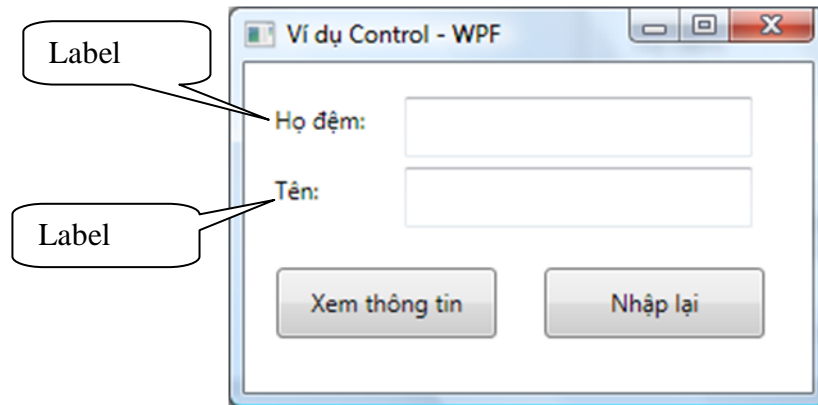 Ví dụ Control - WPF
Label
Họ đệm:
Tên:
Label
Xem thông tin
Nhập lại